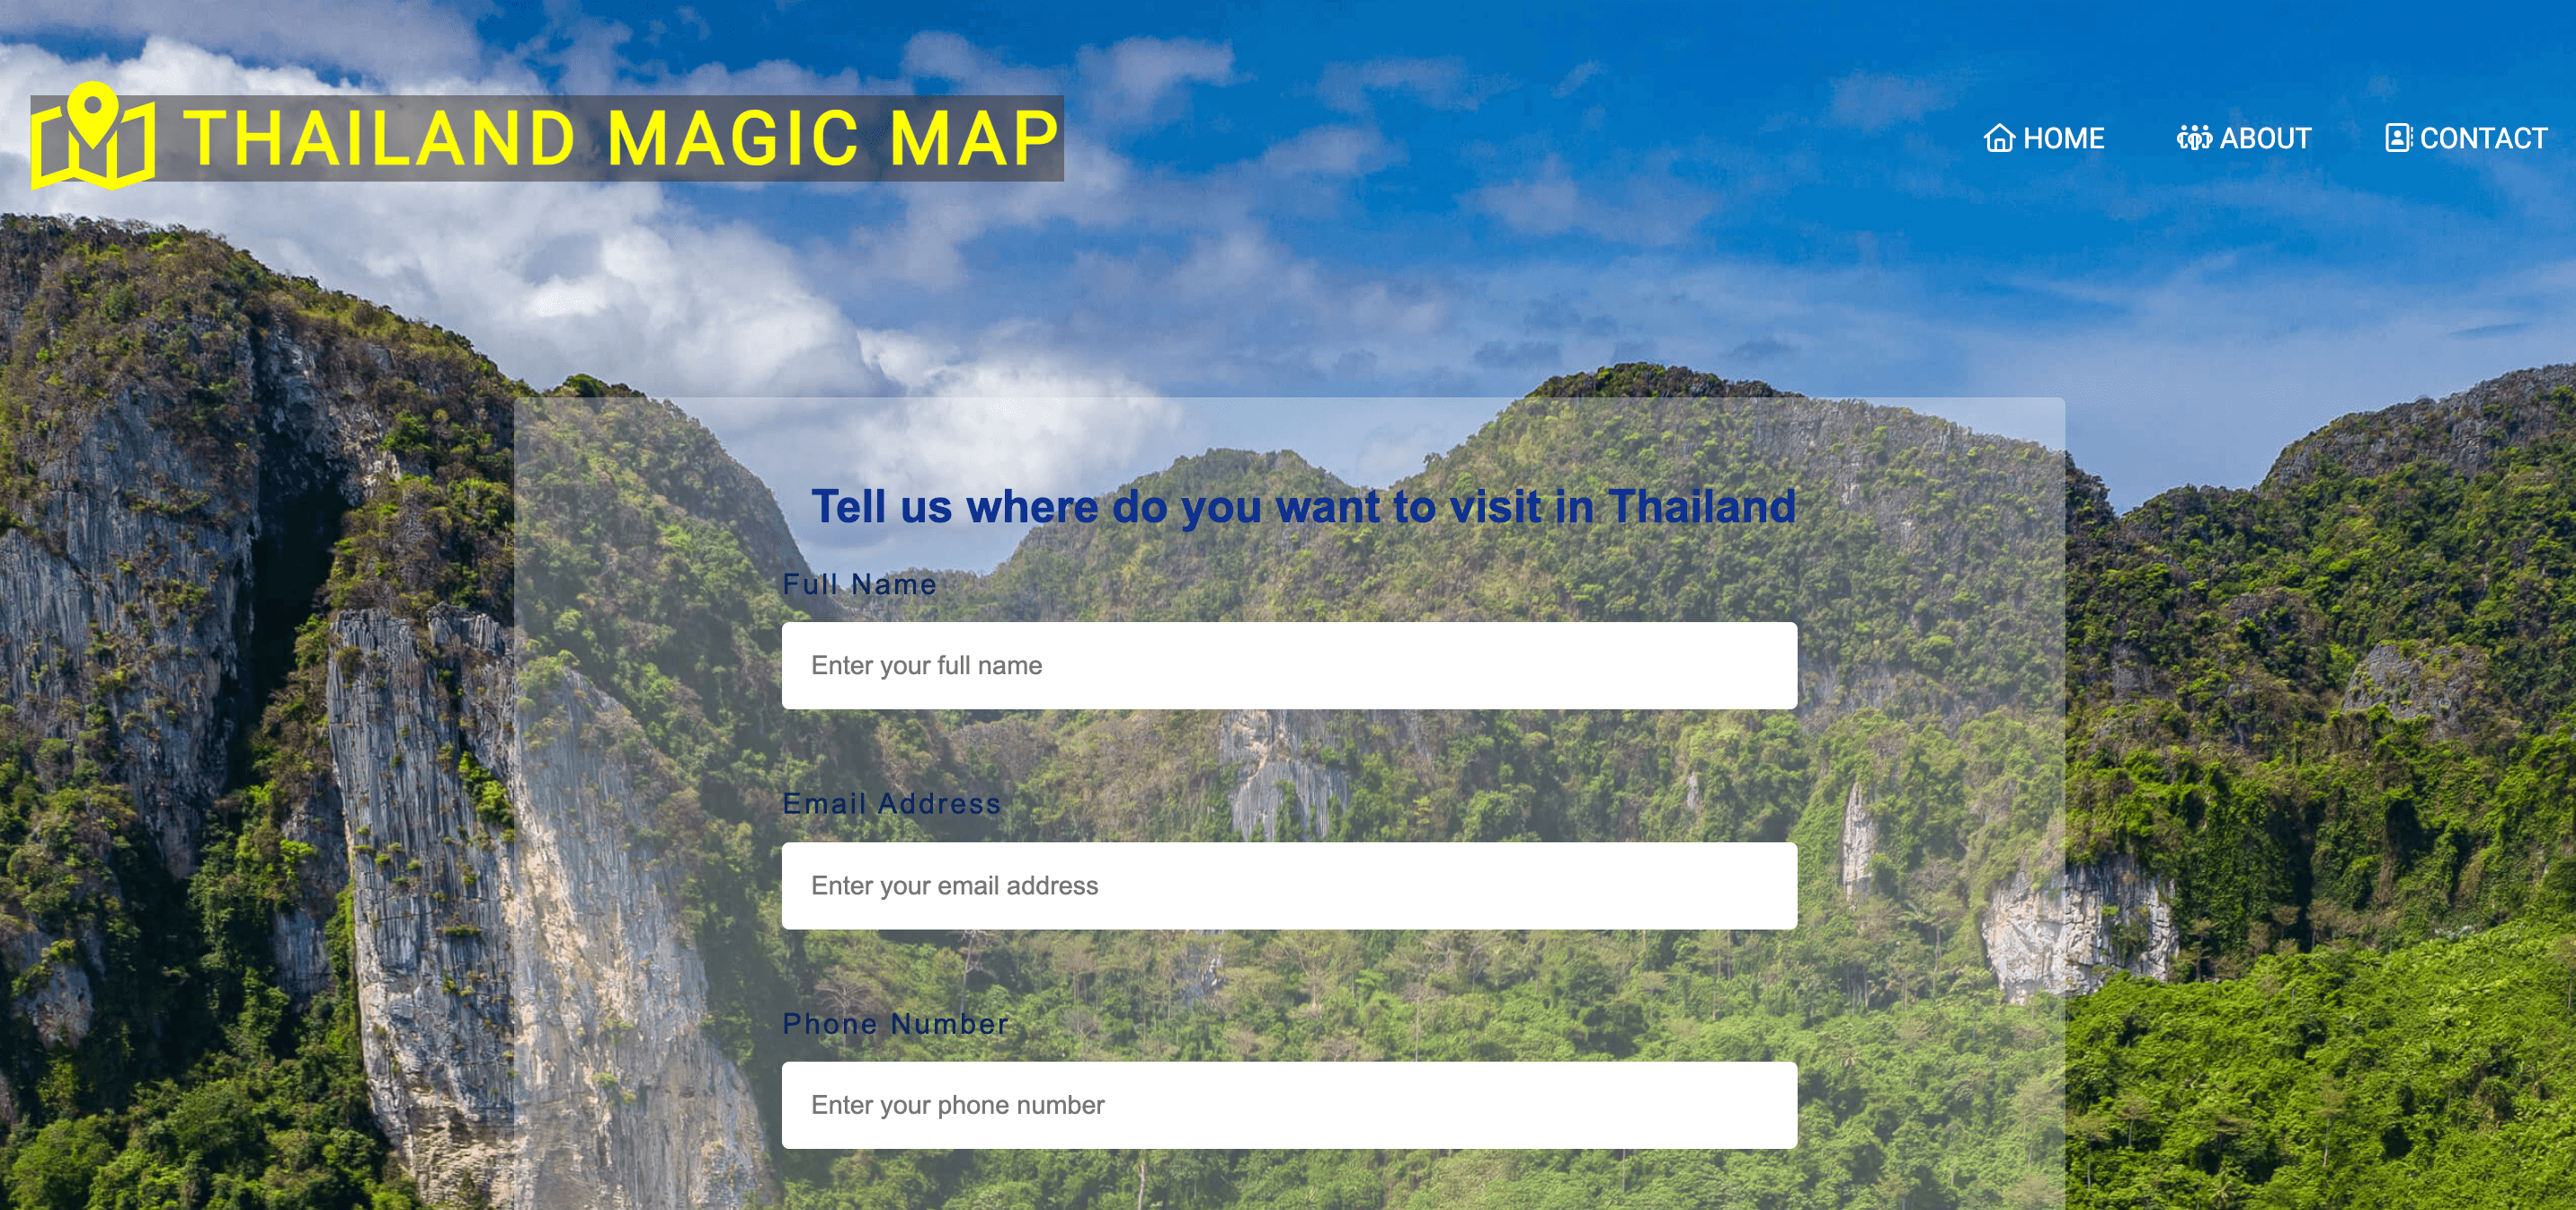 THAILAND MAGIC MAP
HOME
ABOUT
CONTACT
Tell us where do you want to visit in Thailand
Full Name
Enter your full name
Email Address
Enter your email address
Phone Number
Enter your phone number